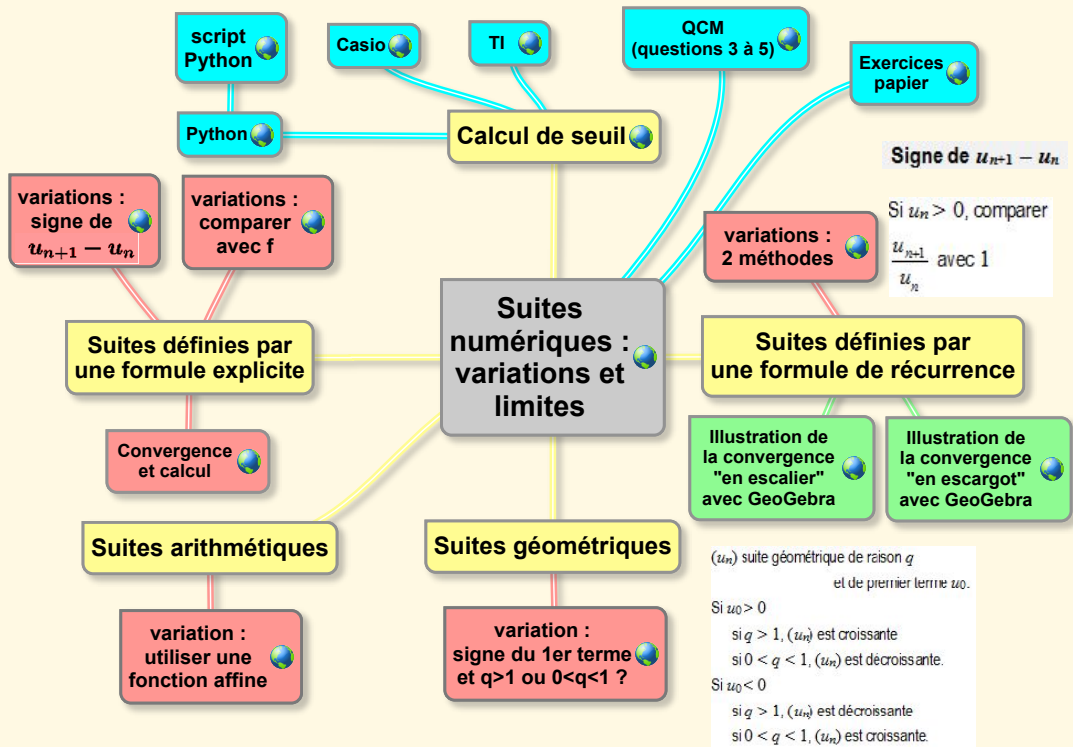 script
Python
Casio
TI
QCM
(questions 3 à 5)
Exercices
papier
Python
Calcul de seuil
Signe de uₙ₊₁ − uₙ
variations :
signe de
uₙ₊₁ − uₙ
variations :
comparer
avec f
variations :
2 méthodes
Si uₙ > 0, comparer
uₙ₊₁/uₙ avec 1
Suites
numériques :
variations et
limites
Suites définies par
une formule explicite
Suites définies par
une formule de récurrence
Convergence
et calcul
Illustration de
la convergence
"en escalier"
avec GeoGebra
Illustration de
la convergence
"en escargot"
avec GeoGebra
Suites arithmétiques
Suites géométriques
variation :
utiliser une
fonction affine
variation :
signe du 1er terme
et q>1 ou 0<q<1 ?
(uₙ) suite géométrique de raison q
et de premier terme u₀.
Si u₀ > 0
si q > 1, (uₙ) est croissante
si 0 < q < 1, (uₙ) est décroissante.
Si u₀ < 0
si q > 1, (uₙ) est décroissante
si 0 < q < 1, (uₙ) est croissante.